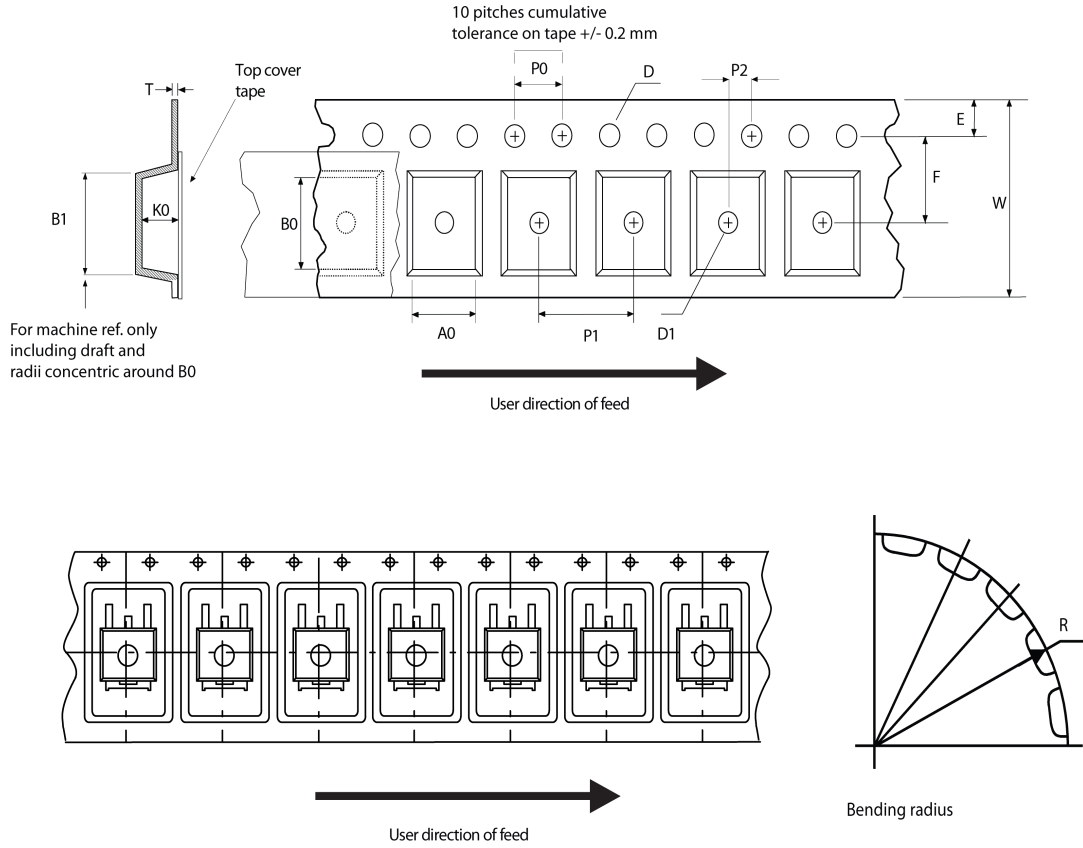 10 pitches cumulative
tolerance on tape +/- 0.2 mm
P0
D
P2
T
Top cover
tape
E
F
W
B1
K0
B0
A0
P1
D1
For machine ref. only
including draft and
radii concentric around B0
User direction of feed
R
Bending radius
User direction of feed